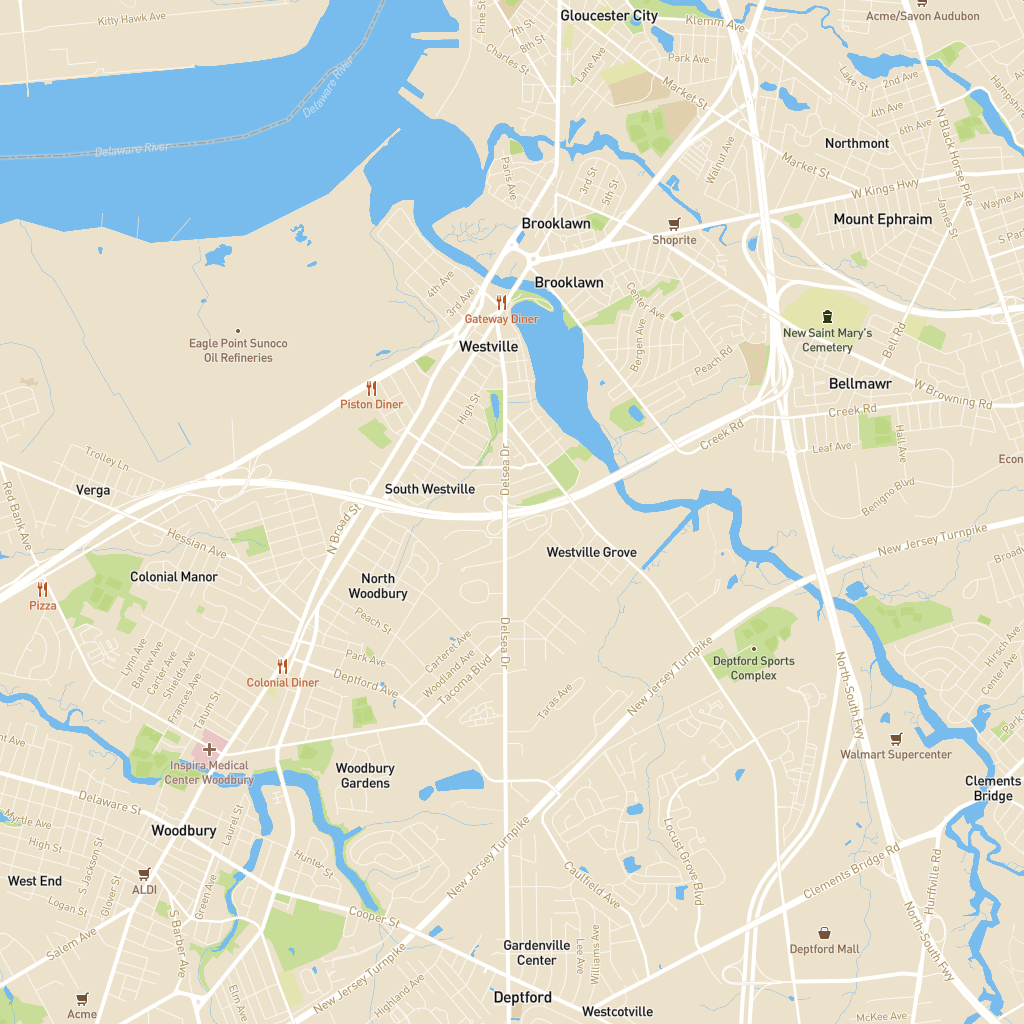 Kitty Hawk Ave
Pine St
7th St
8th St
Charles St
Gloucester City
Klemm Ave
Acme/Savon Audubon
Lane Ave
Park Ave
Market St
Lake St
2nd Ave
4th Ave
6th Ave
Hampshire
N Black Horse Pike
Delaware River
Delaware River
Northmont
Walnut Ave
Market St
W Kings Hwy
Paris Ave
3rd St
5th St
Wayne Ave
James St
S Park
Brooklawn
Shoprite
Mount Ephraim
4th Ave
3rd Ave
Brooklawn
Center Ave
Gateway Diner
Eagle Point Sunoco
Oil Refineries
Westville
Bergen Ave
Peach Rd
New Saint Mary's
Cemetery
Bell Rd
Bellmawr
W Browning Rd
Piston Diner
High St
Creek Rd
Creek Rd
Leaf Ave
Hall Ave
Econ
Trolley Ln
Delsea Dr
Verga
South Westville
Benigno Blvd
Red Bank Ave
N Broad St
Hessian Ave
Westville Grove
New Jersey Turnpike
Broadw
Colonial Manor
North
Woodbury
Pizza
Peach St
Lynn Ave
Barlow Ave
Carter Ave
Shields Ave
Frances Ave
Tatum St
Park Ave
Colonial Diner
Deptford Ave
Carteret Ave
Woodland Ave
Tacoma Blvd
Delsea Dr
Taras Ave
New Jersey Turnpike
Deptford Sports
Complex
North-South Fwy
Hirsch Ave
Center Ave
Park
nt Ave
Inspira Medical
Center Woodbury
Woodbury
Gardens
Walmart Supercenter
Clements
Bridge
Delaware St
Myrtle Ave
High St
Woodbury
Laurel St
Hunter St
New Jersey Turnpike
Locust Grove Blvd
Clements Bridge Rd
Hurffville Rd
West End
S Jackson St
Glover St
ALDI
Green Ave
Caulfield Ave
Logan St
Cooper St
S Barber Ave
Salem Ave
Gardenville
Center
Lee Ave
Williams Ave
Deptford Mall
North-South Fwy
New Jersey Turnpike
Highland Ave
Elm Ave
Acme
Deptford
Westcotville
McKee Ave